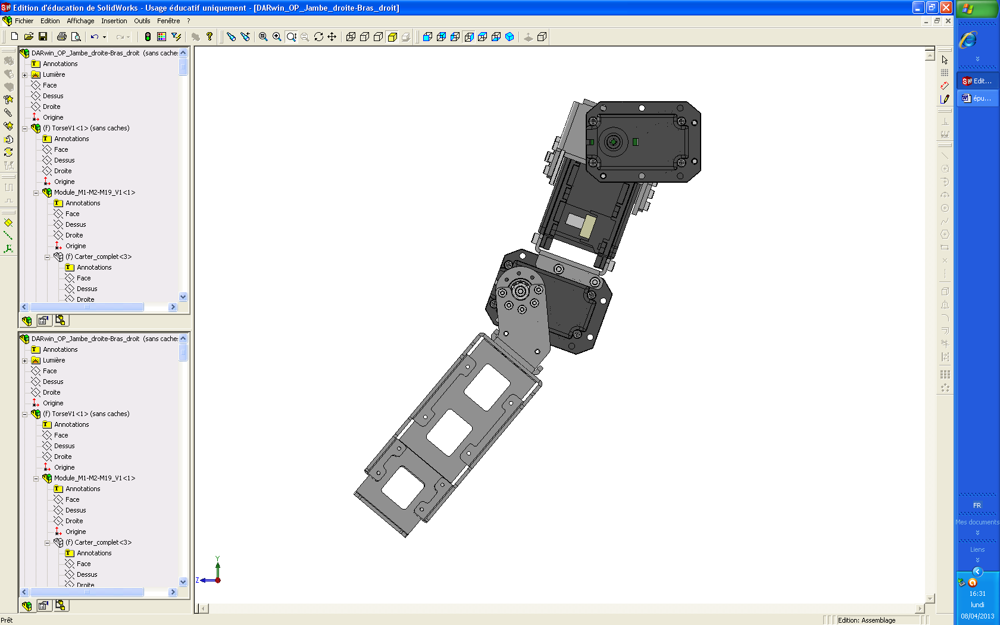 Edition d'éducation de SolidWorks - Usage éducatif uniquement - [DARwin_OP_Jambe_droite-Bras_droit]
Fichier Edition Affichage Insertion Outils Fenêtre ?
DARwin_OP_Jambe_droite-Bras_droit (sans cache
Annotations
Lumière
Face
Dessus
Droite
Origine
(f) TorseV1<1> (sans caches)
Annotations
Face
Dessus
Droite
Origine
Module_M1-M2-M19_V1<1>
Annotations
Face
Dessus
Droite
Origine
(f) Carter_complet<3>
Annotations
Face
Dessus
Droite
DARwin_OP_Jambe_droite-Bras_droit (sans cache
Annotations
Lumière
Face
Dessus
Droite
Origine
(f) TorseV1<1> (sans caches)
Annotations
Face
Dessus
Droite
Origine
Module_M1-M2-M19_V1<1>
Annotations
Face
Dessus
Droite
Origine
(f) Carter_complet<3>
Annotations
Face
Dessus
Droite
Y
Z
Prêt
Edition: Assemblage
Edit...
épu...
FR
Mes documents
Liens
16:31
lundi
08/04/2013